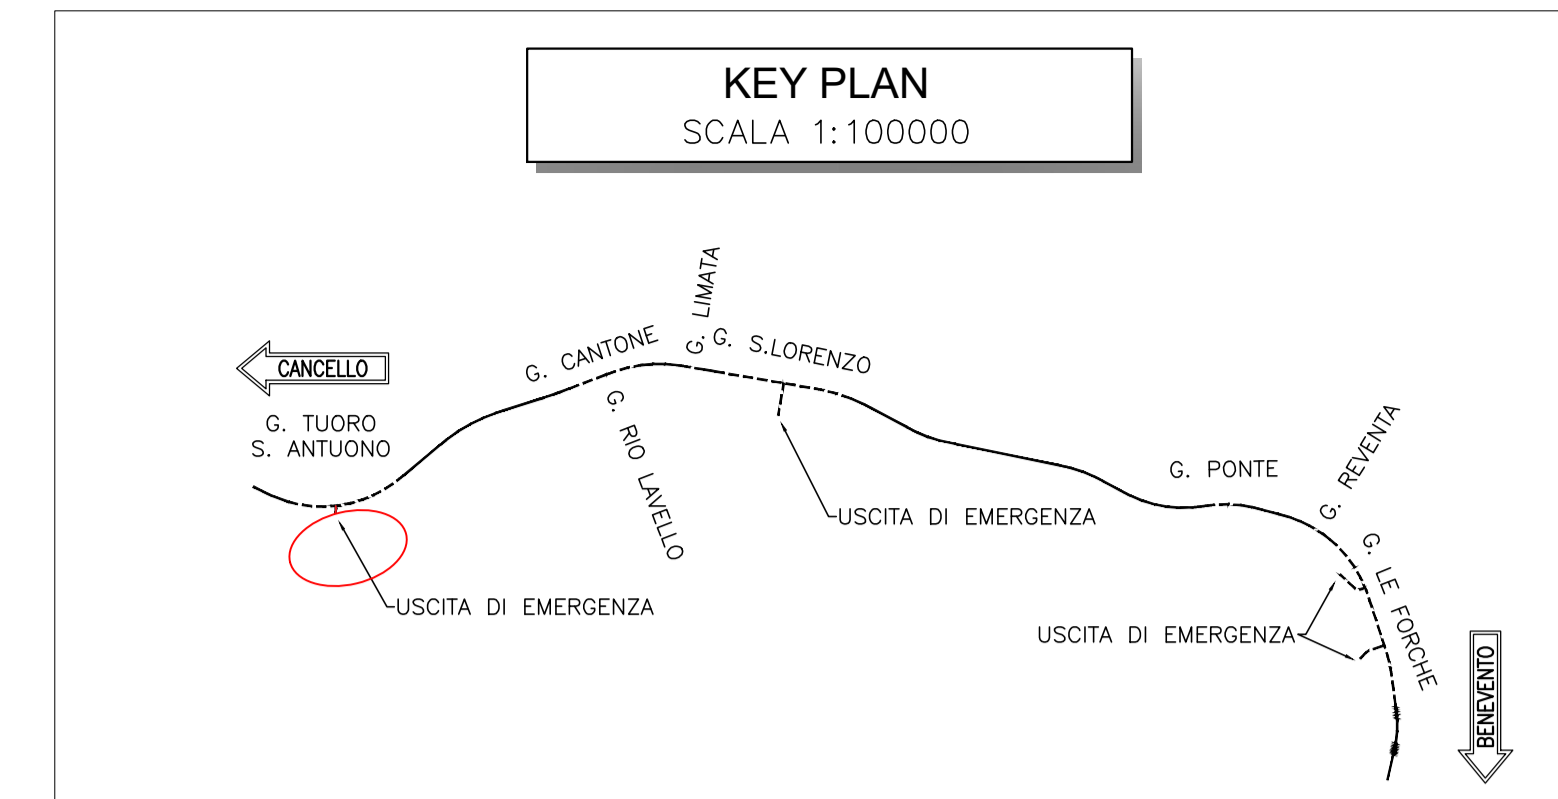 KEY PLAN
SCALA 1:100000
G. LIMATA
G. CANTONE
G. S.LORENZO
CANCELLO
G. TUORO
S. ANTUONO
G. RIO LAVELLO
G. PONTE
G. REVENTA
USCITA DI EMERGENZA
G. LE FORCHE
USCITA DI EMERGENZA
USCITA DI EMERGENZA
BENEVENTO